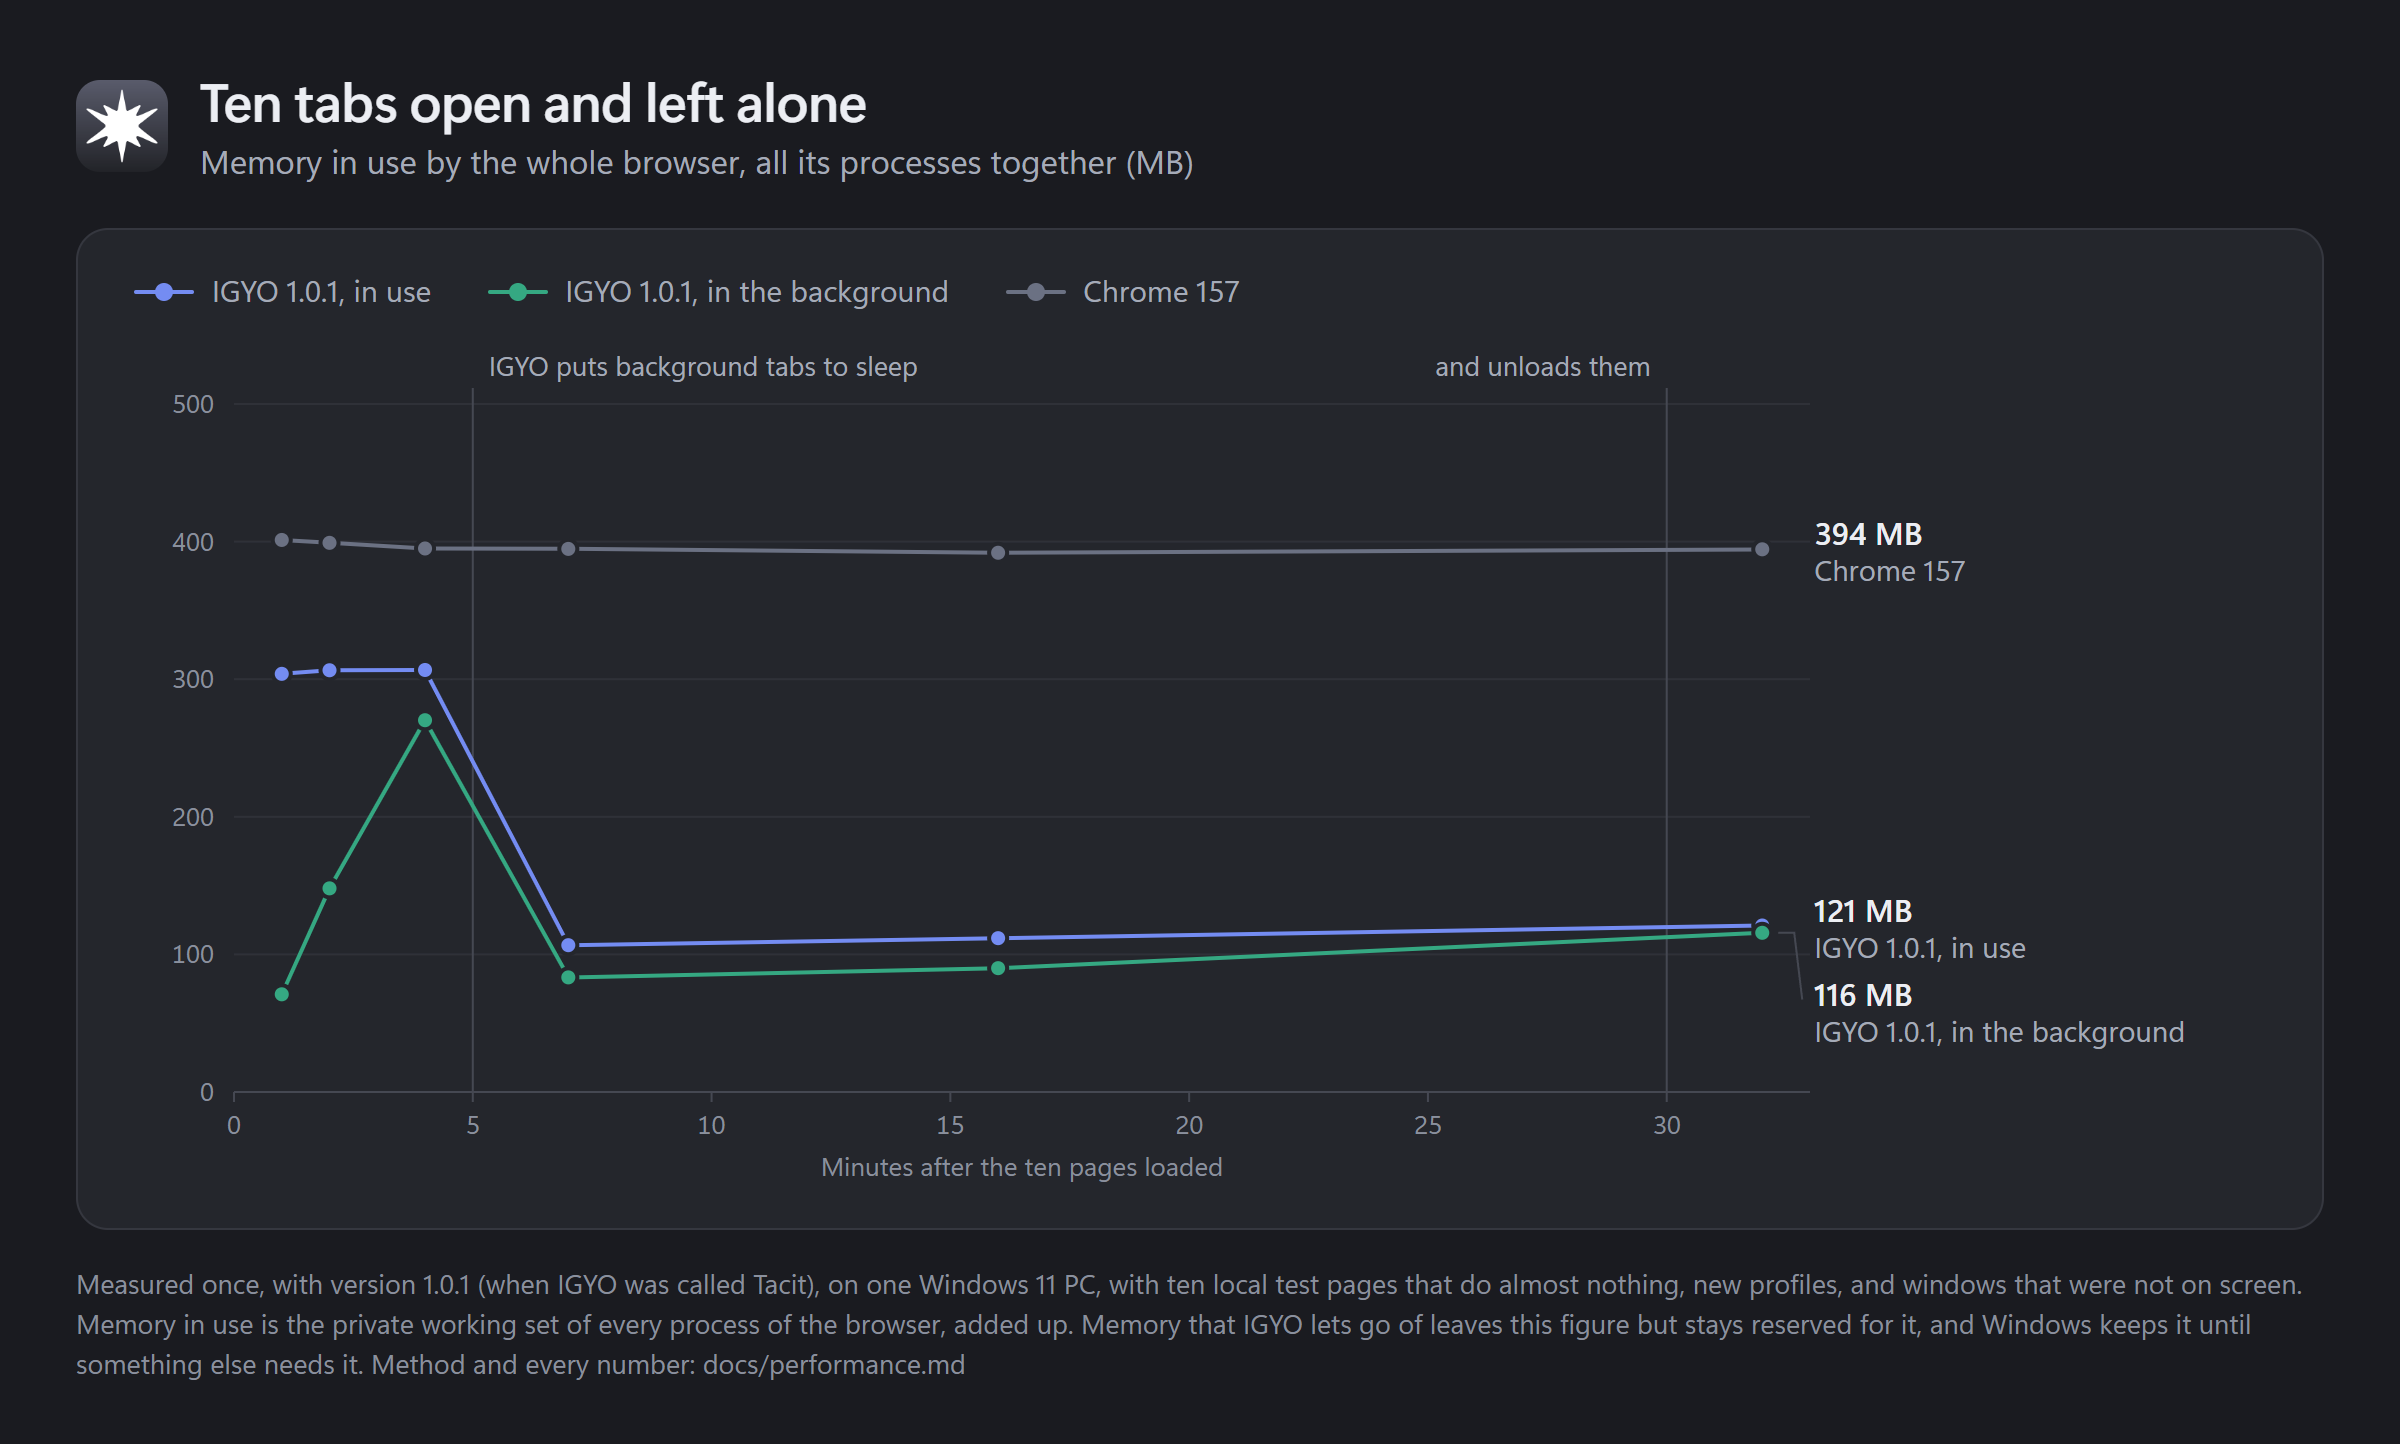 Ten tabs open and left alone
Memory in use by the whole browser, all its processes together (MB)
IGYO 1.0.1, in use
IGYO 1.0.1, in the background
Chrome 157
IGYO puts background tabs to sleep
and unloads them
500
400
300
200
100
0
394 MB
Chrome 157
121 MB
IGYO 1.0.1, in use
116 MB
IGYO 1.0.1, in the background
0
5
10
15
20
25
30
Minutes after the ten pages loaded
Measured once, with version 1.0.1 (when IGYO was called Tacit), on one Windows 11 PC, with ten local test pages that do almost nothing, new profiles, and windows that were not on screen.
Memory in use is the private working set of every process of the browser, added up. Memory that IGYO lets go of leaves this figure but stays reserved for it, and Windows keeps it until
something else needs it. Method and every number: docs/performance.md